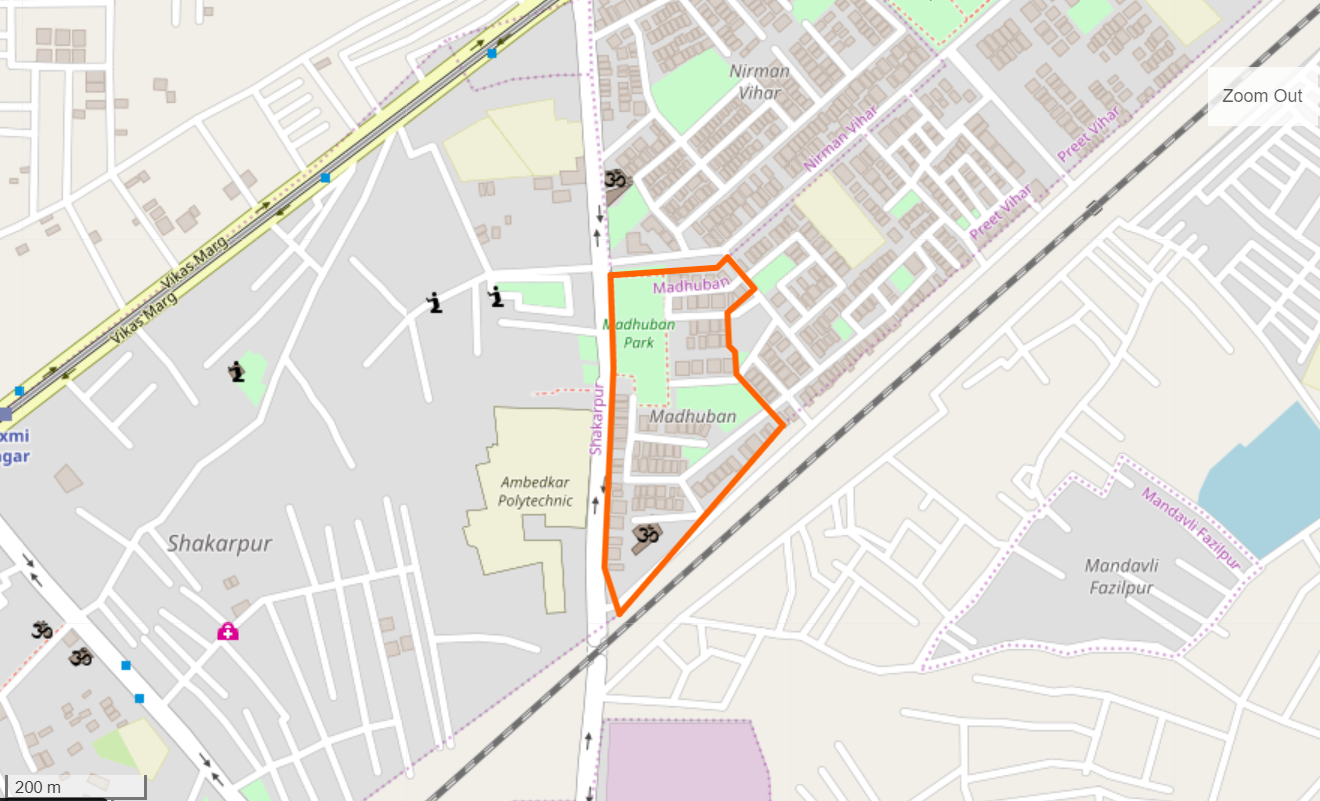 Nirman
Vihar
Zoom Out
Preet Vihar
Nirman Vihar
Preet Vihar
Vikas Marg
Vikas Marg
Madhuban
Madhuban
Park
Shakarpur
Madhuban
xmi
gar
Ambedkar
Polytechnic
Mandavli Fazilpur
Shakarpur
Mandavli
Fazilpur
200 m